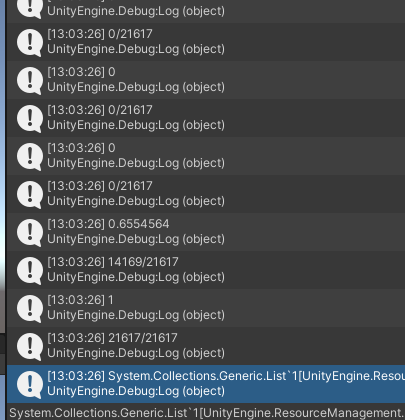 UnityEngine.Debug:Log (object)
[13:03:26] 0/21617
UnityEngine.Debug:Log (object)
[13:03:26] 0
UnityEngine.Debug:Log (object)
[13:03:26] 0/21617
UnityEngine.Debug:Log (object)
[13:03:26] 0
UnityEngine.Debug:Log (object)
[13:03:26] 0/21617
UnityEngine.Debug:Log (object)
[13:03:26] 0.6554564
UnityEngine.Debug:Log (object)
[13:03:26] 14169/21617
UnityEngine.Debug:Log (object)
[13:03:26] 1
UnityEngine.Debug:Log (object)
[13:03:26] 21617/21617
UnityEngine.Debug:Log (object)
[13:03:26] System.Collections.Generic.List`1[UnityEngine.Resou
UnityEngine.Debug:Log (object)
System.Collections.Generic.List`1[UnityEngine.ResourceManagement.